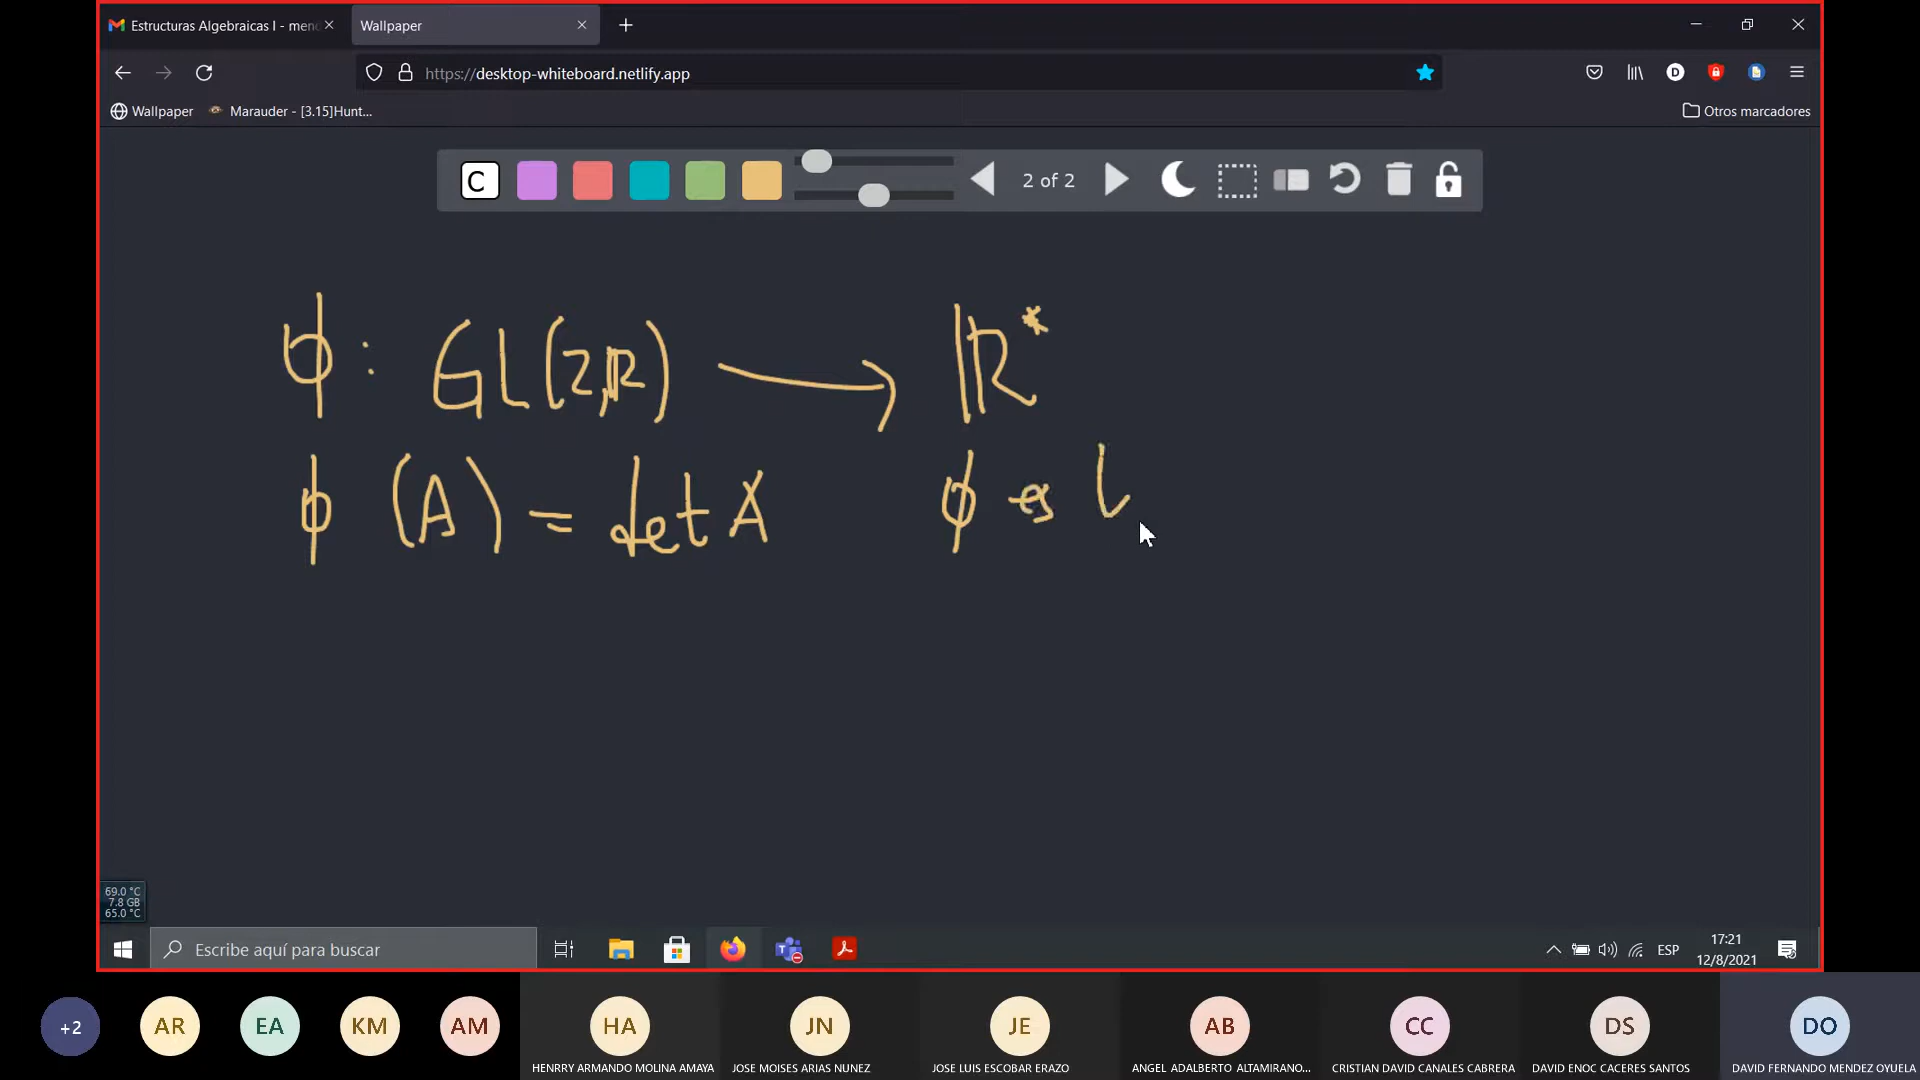 Estructuras Algebraicas I - mend
Wallpaper
https://desktop-whiteboard.netlify.app
Wallpaper
Marauder - [3.15]Hunt...
Otros marcadores
C
2 of 2
ϕ : GL(2,ℝ) ⟶ ℝ*
ϕ (A) = det A
ϕ es
69.0 °C
7.8 GB
65.0 °C
Escribe aquí para buscar
ESP
17:21
12/8/2021
+2
AR
EA
KM
AM
HA
JN
JE
AB
CC
DS
DO
HENRRY ARMANDO MOLINA AMAYA
JOSE MOISES ARIAS NUNEZ
JOSE LUIS ESCOBAR ERAZO
ANGEL ADALBERTO ALTAMIRANO...
CRISTIAN DAVID CANALES CABRERA
DAVID ENOC CACERES SANTOS
DAVID FERNANDO MENDEZ OYUELA